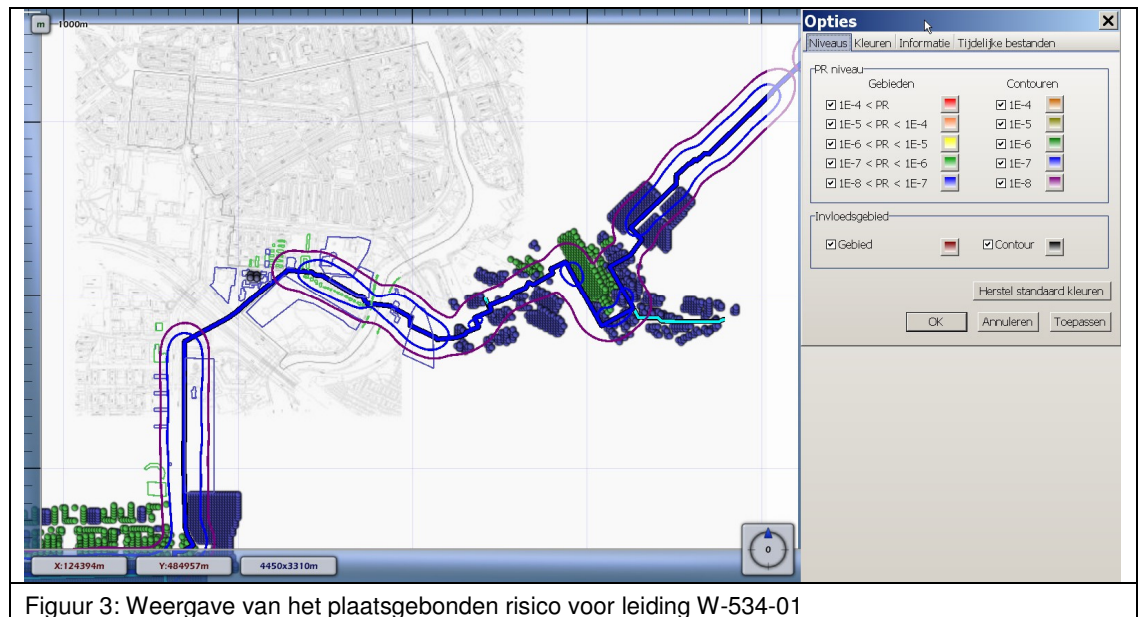 m 1000m
Opties
Niveaus Kleuren Informatie Tijdelijke bestanden
PR niveau
Gebieden Contouren
1E-4 < PR 1E-4
1E-5 < PR < 1E-4 1E-5
1E-6 < PR < 1E-5 1E-6
1E-7 < PR < 1E-6 1E-7
1E-8 < PR < 1E-7 1E-8
Invloedsgebied
Gebied Contour
Herstel standaard kleuren
OK Annuleren Toepassen
0
X:124394m Y:484957m 4450x3310m
Figuur 3: Weergave van het plaatsgebonden risico voor leiding W-534-01